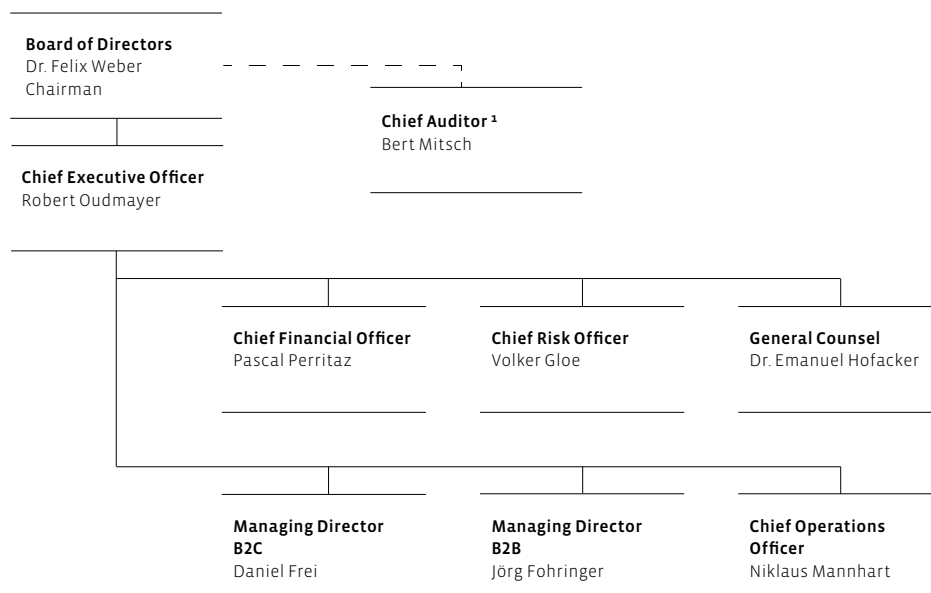 Board of Directors
Dr. Felix Weber
Chairman
Chief Auditor ¹
Bert Mitsch
Chief Executive Officer
Robert Oudmayer
Chief Financial Officer
Pascal Perritaz
Chief Risk Officer
Volker Gloe
General Counsel
Dr. Emanuel Hofacker
Managing Director
B2C
Daniel Frei
Managing Director
B2B
Jörg Fohringer
Chief Operations
Officer
Niklaus Mannhart